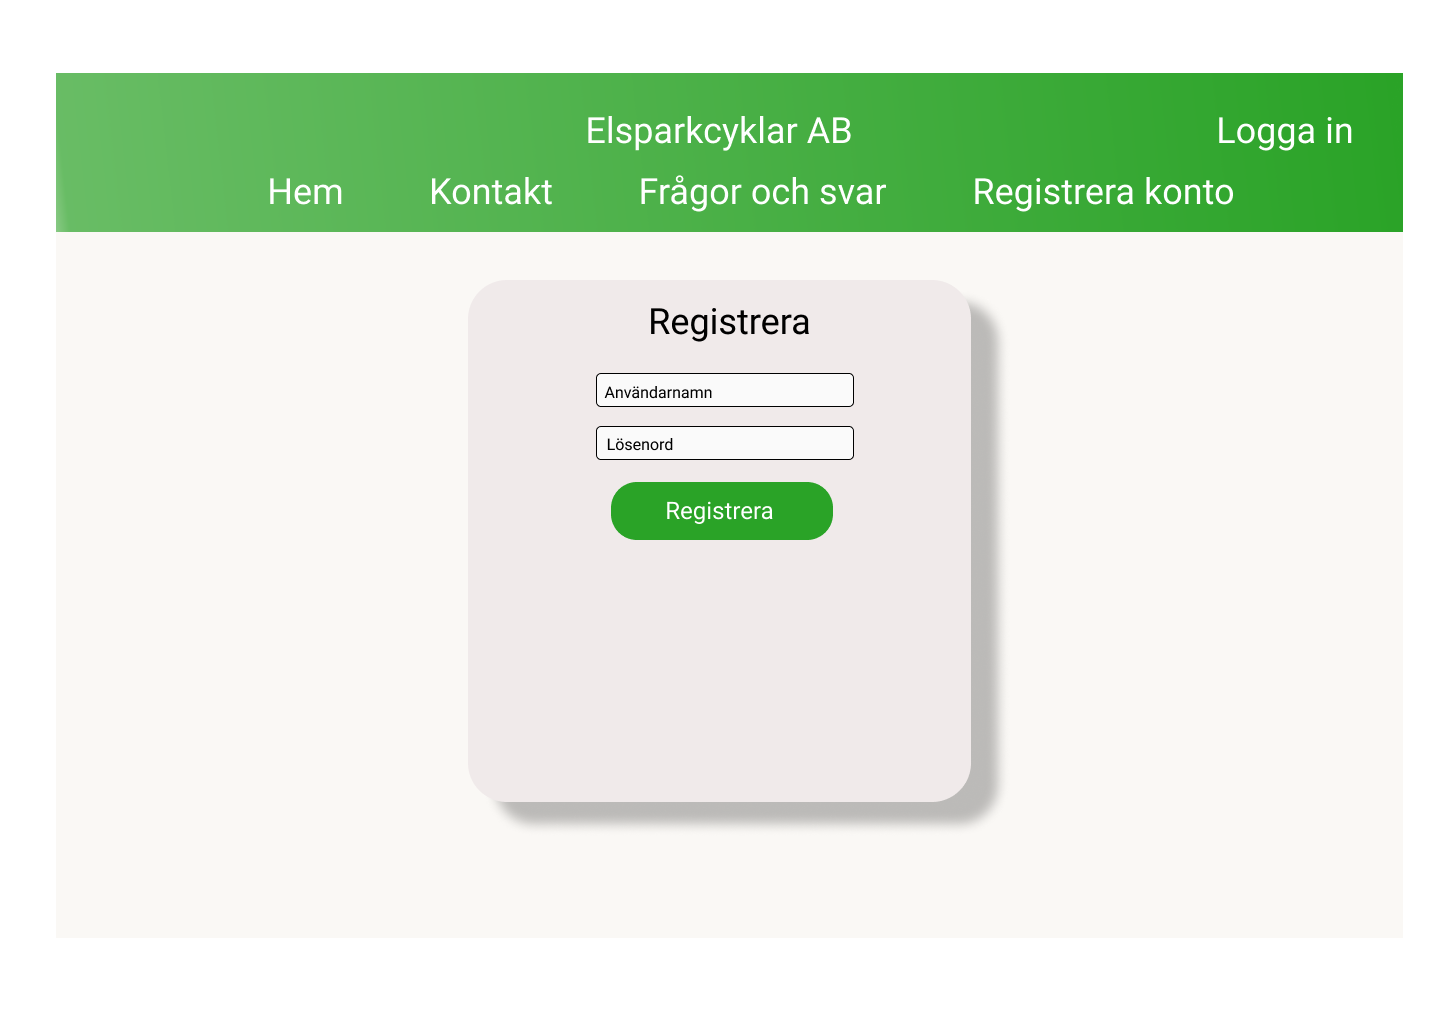 Elsparkcyklar AB
Logga in
Hem Kontakt Frågor och svar Registrera konto
Registrera
Användarnamn
Lösenord
Registrera